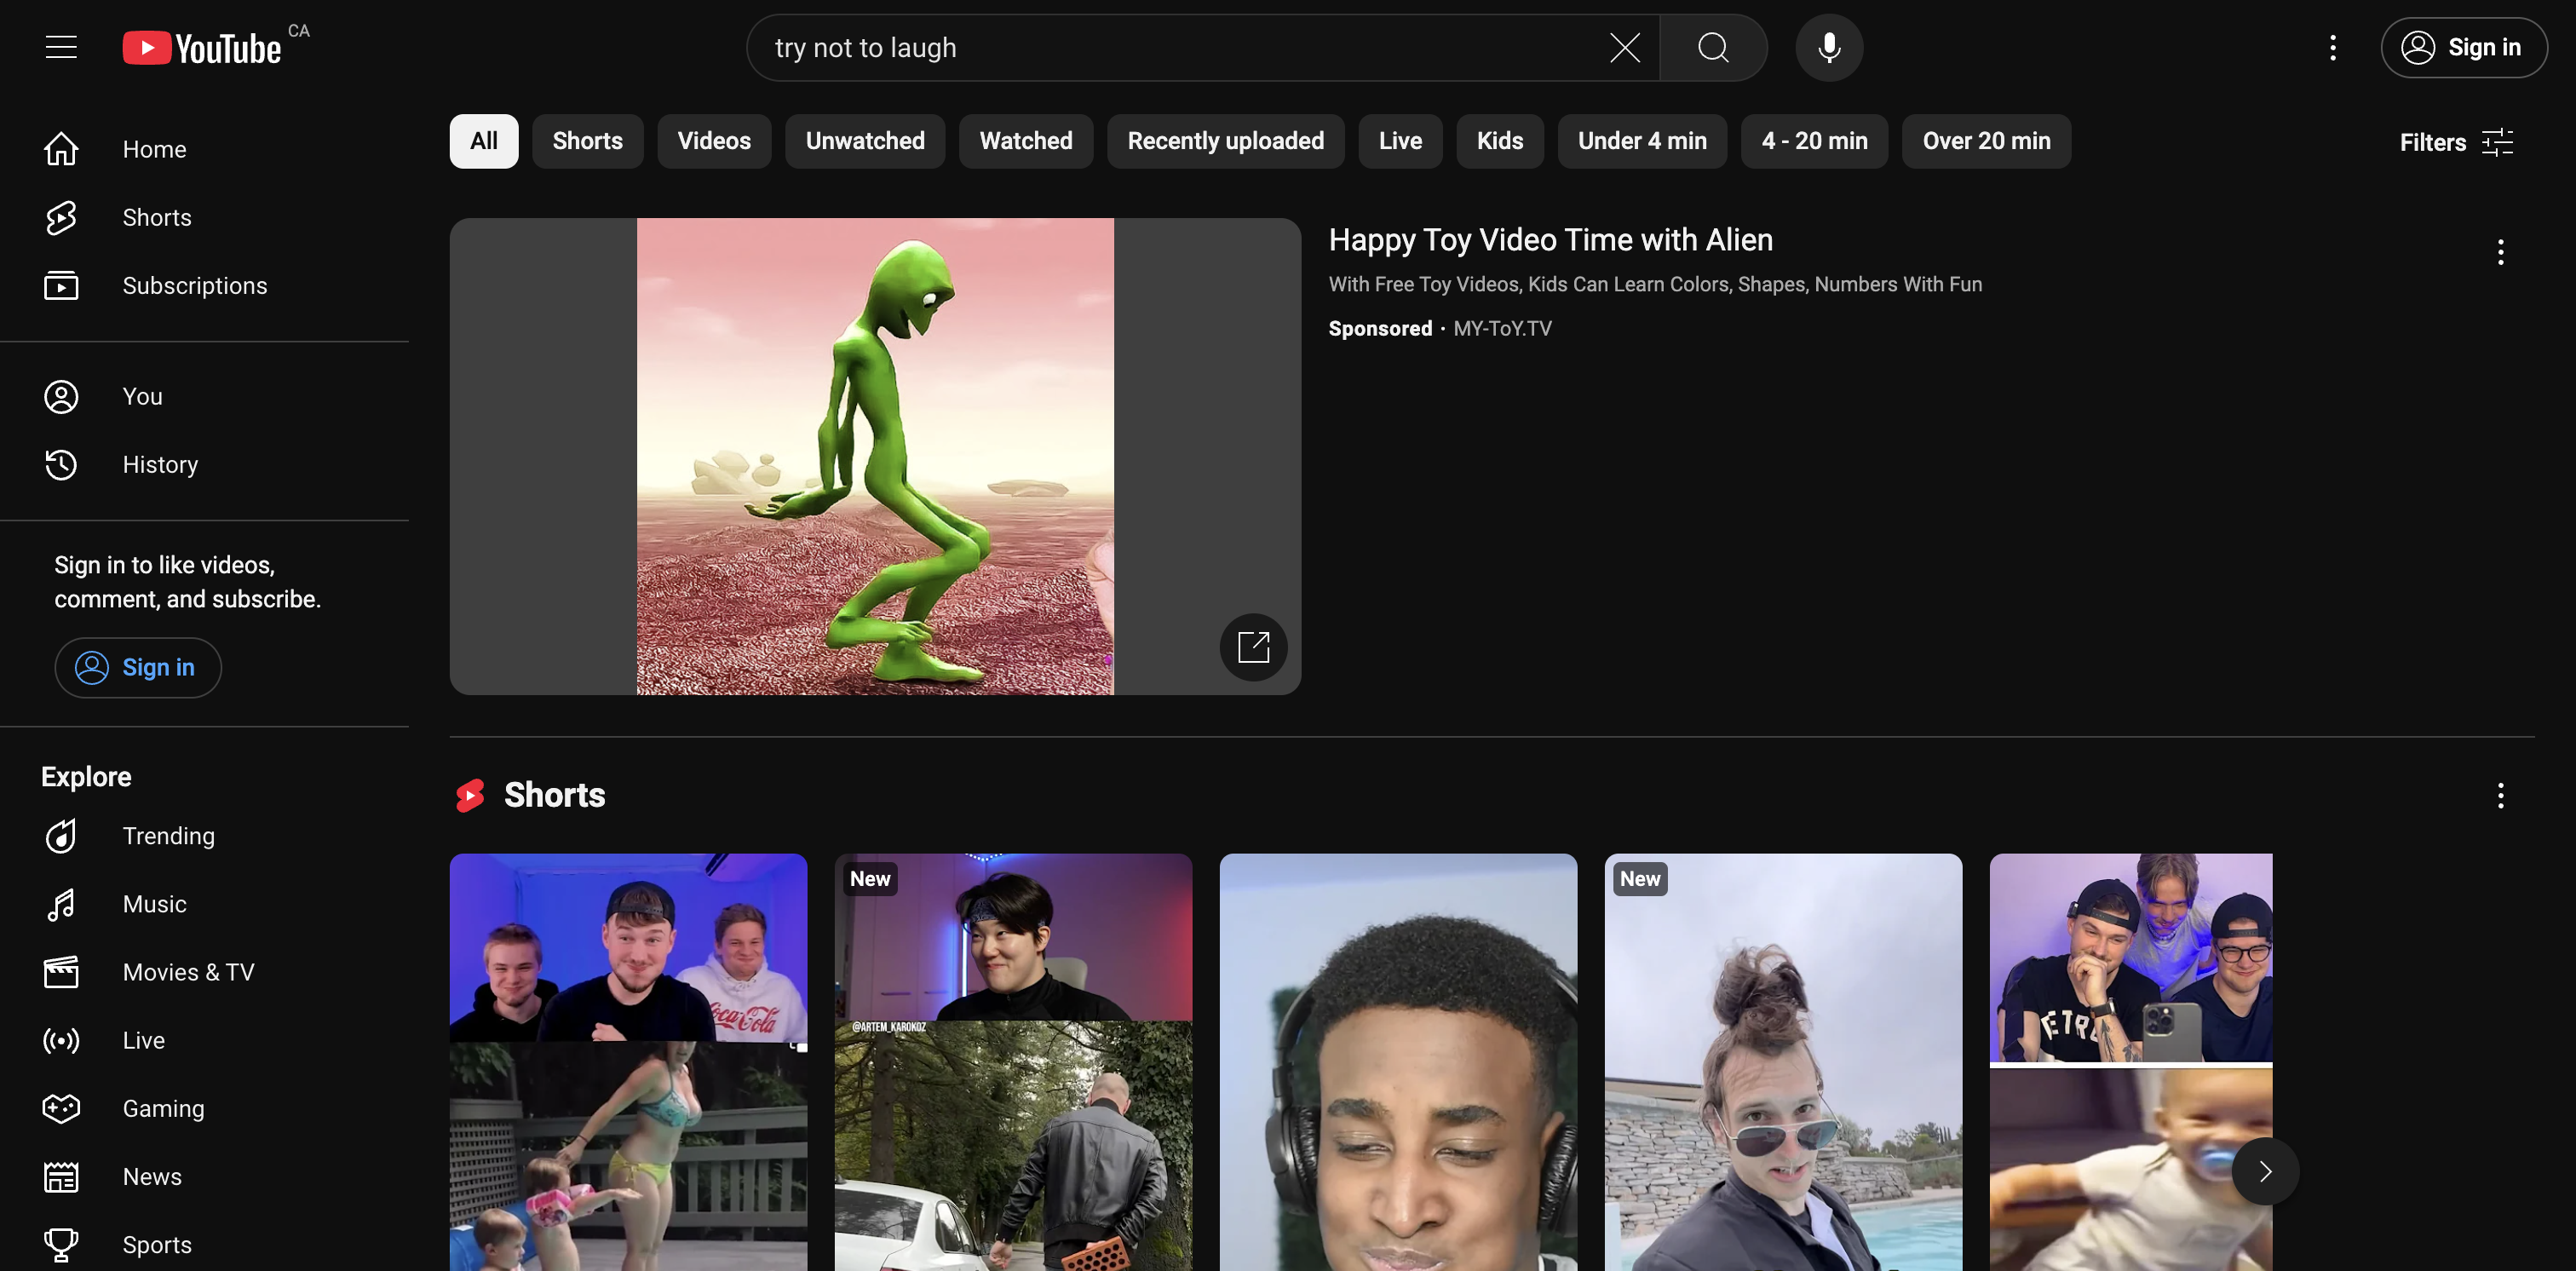 YouTube CA
try not to laugh
Sign in
Home
Shorts
Subscriptions
You
History
Sign in to like videos,
comment, and subscribe.
Sign in
Explore
Trending
Music
Movies & TV
Live
Gaming
News
Sports
All
Shorts
Videos
Unwatched
Watched
Recently uploaded
Live
Kids
Under 4 min
4 - 20 min
Over 20 min
Filters
Happy Toy Video Time with Alien
With Free Toy Videos, Kids Can Learn Colors, Shapes, Numbers With Fun
Sponsored · MY-ToY.TV
Shorts
Coca-Cola
New
@ARTEM_KAROKOZ
New